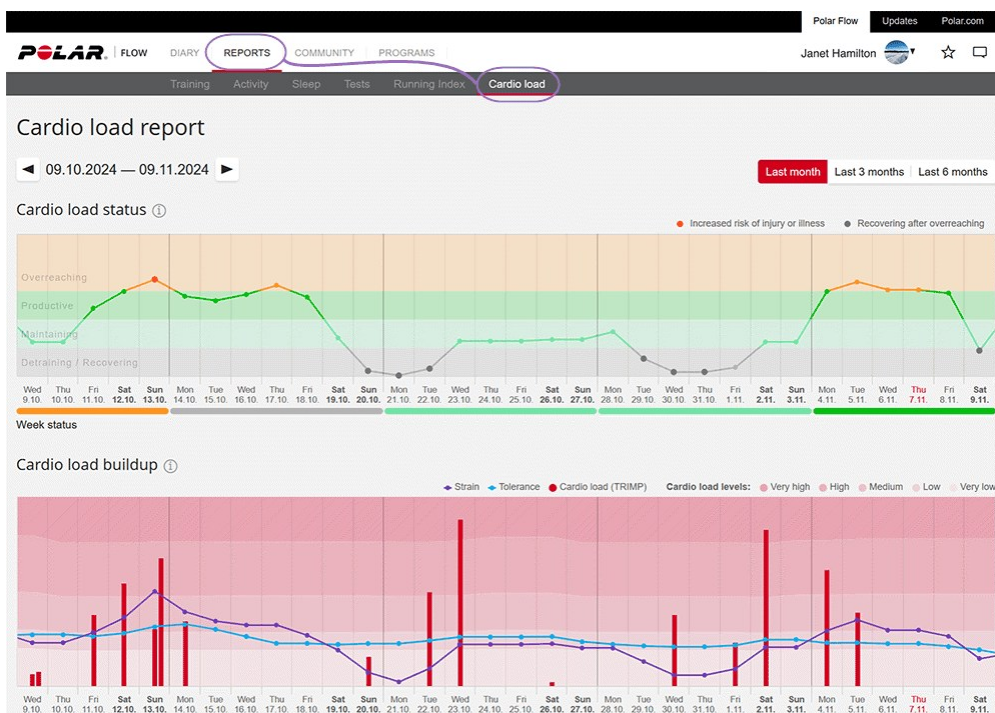 Polar Flow Updates Polar.com
POLAR. FLOW DIARY REPORTS COMMUNITY PROGRAMS Janet Hamilton
Training Activity Sleep Tests Running Index Cardio load
Cardio load report
09.10.2024 — 09.11.2024
Last month Last 3 months Last 6 months
Cardio load status
Increased risk of injury or illness Recovering after overreaching
Overreaching
Productive
Maintaining
Detraining / Recovering
Wed Thu Fri Sat Sun Mon Tue Wed Thu Fri Sat Sun Mon Tue Wed Thu Fri Sat Sun Mon Tue Wed Thu Fri Sat Sun Mon Tue Wed Thu Fri Sat
9.10. 10.10. 11.10. 12.10. 13.10. 14.10. 15.10. 16.10. 17.10. 18.10. 19.10. 20.10. 21.10. 22.10. 23.10. 24.10. 25.10. 26.10. 27.10. 28.10. 29.10. 30.10. 31.10. 1.11. 2.11. 3.11. 4.11. 5.11. 6.11. 7.11. 8.11. 9.11.
Week status
Cardio load buildup
Strain Tolerance Cardio load (TRIMP) Cardio load levels: Very high High Medium Low Very low
Wed Thu Fri Sat Sun Mon Tue Wed Thu Fri Sat Sun Mon Tue Wed Thu Fri Sat Sun Mon Tue Wed Thu Fri Sat Sun Mon Tue Wed Thu Fri Sat
9.10. 10.10. 11.10. 12.10. 13.10. 14.10. 15.10. 16.10. 17.10. 18.10. 19.10. 20.10. 21.10. 22.10. 23.10. 24.10. 25.10. 26.10. 27.10. 28.10. 29.10. 30.10. 31.10. 1.11. 2.11. 3.11. 4.11. 5.11. 6.11. 7.11. 8.11. 9.11.